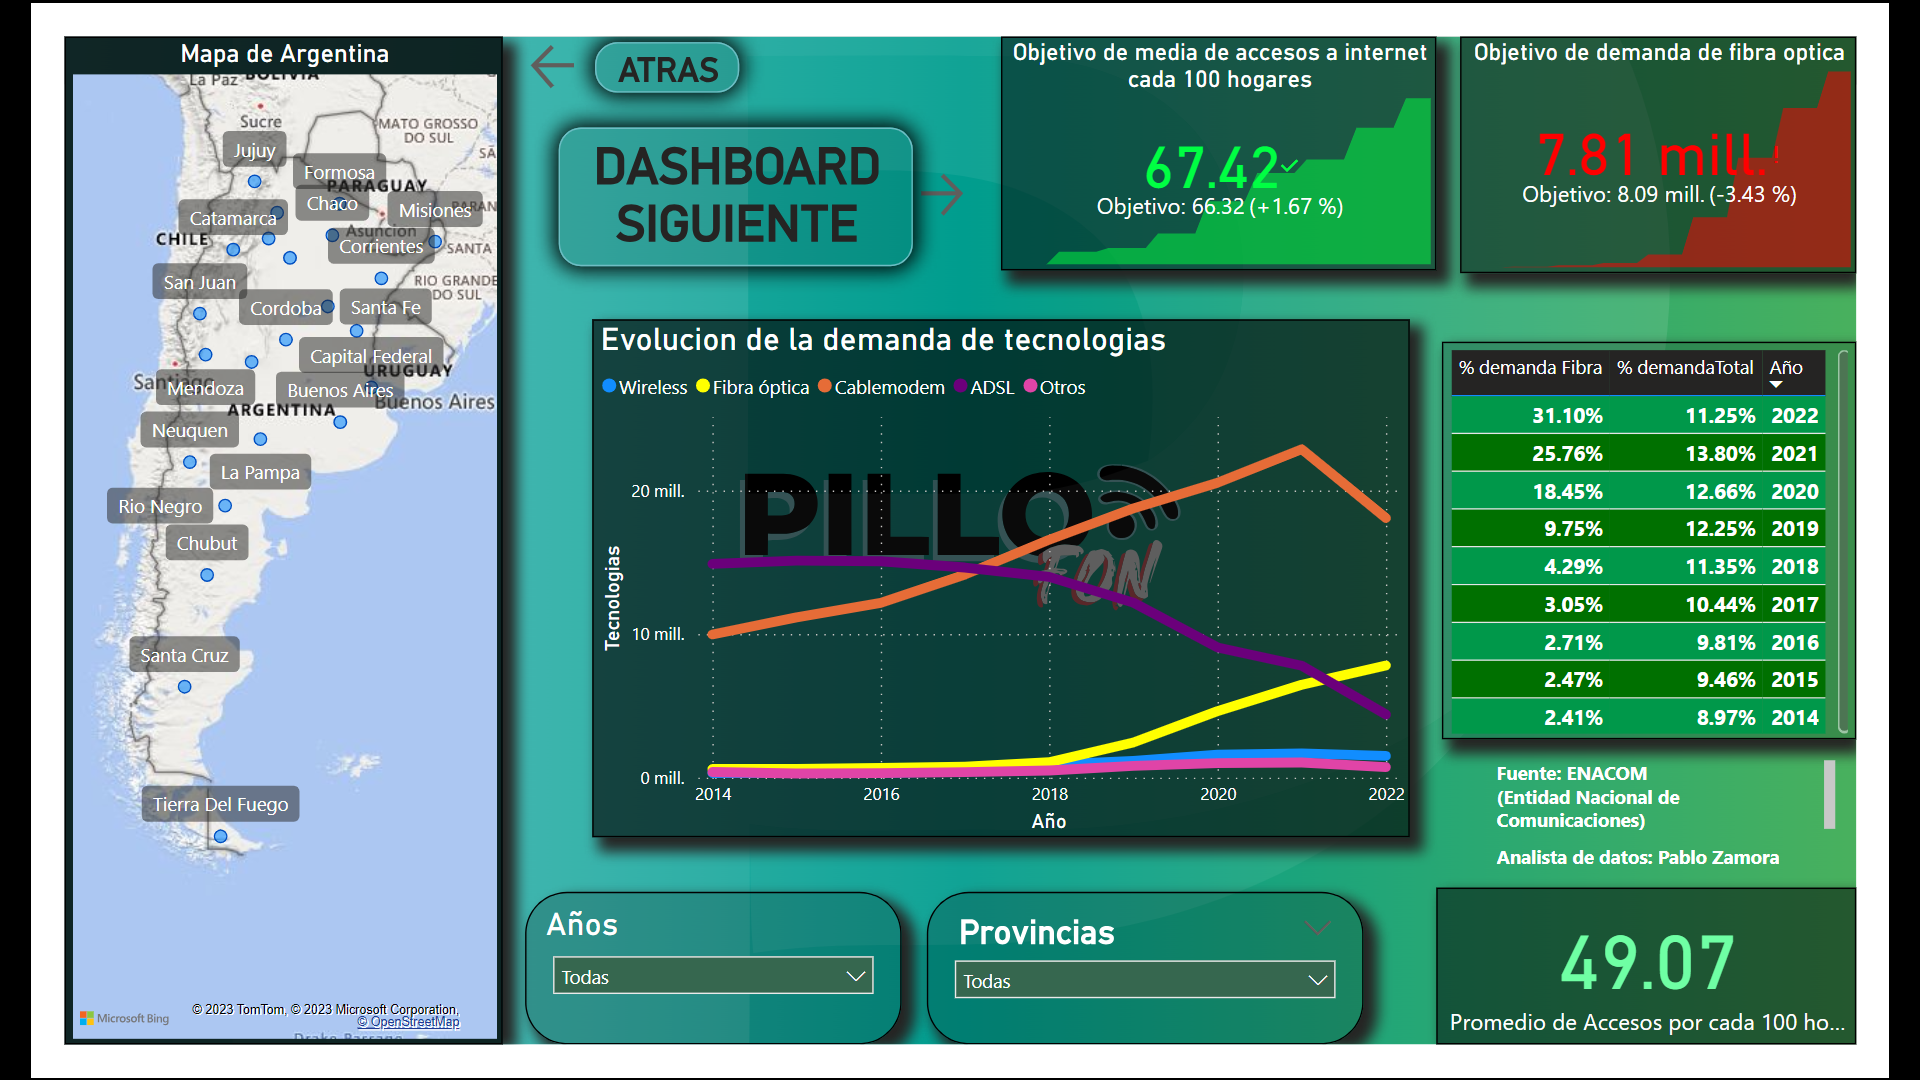 Mapa de Argentina
La Paz
BOLIVIA
Sucre
MATO GROSSO
DO SUL
Jujuy
Formosa
PARAGUAY
Chaco
Misiones
Catamarca
Asuncion
CHILE
Corrientes
SANTA
San Juan
RIO GRANDE
DO SUL
Cordoba
Santa Fe
Capital Federal
URUGUAY
Mendoza
Buenos Aires
Buenos Aires
ARGENTINA
Neuquen
La Pampa
Rio Negro
Chubut
Santa Cruz
Tierra Del Fuego
Microsoft Bing
© 2023 TomTom, © 2023 Microsoft Corporation,
© OpenStreetMap
ATRAS
DASHBOARD
SIGUIENTE
Objetivo de media de accesos a internet
cada 100 hogares
67.42
Objetivo: 66.32 (+1.67 %)
Objetivo de demanda de fibra optica
7.81 mill.!
Objetivo: 8.09 mill. (-3.43 %)
Evolucion de la demanda de tecnologias
Wireless Fibra óptica Cablemodem ADSL Otros
PILLO
FON
Tecnologias
20 mill.
10 mill.
0 mill.
2014 2016 2018 2020 2022
Año
% demanda Fibra % demandaTotal Año
31.10% 11.25% 2022
25.76% 13.80% 2021
18.45% 12.66% 2020
9.75% 12.25% 2019
4.29% 11.35% 2018
3.05% 10.44% 2017
2.71% 9.81% 2016
2.47% 9.46% 2015
2.41% 8.97% 2014
Fuente: ENACOM
(Entidad Nacional de
Comunicaciones)
Analista de datos: Pablo Zamora
Años
Todas
Provincias
Todas
49.07
Promedio de Accesos por cada 100 ho...